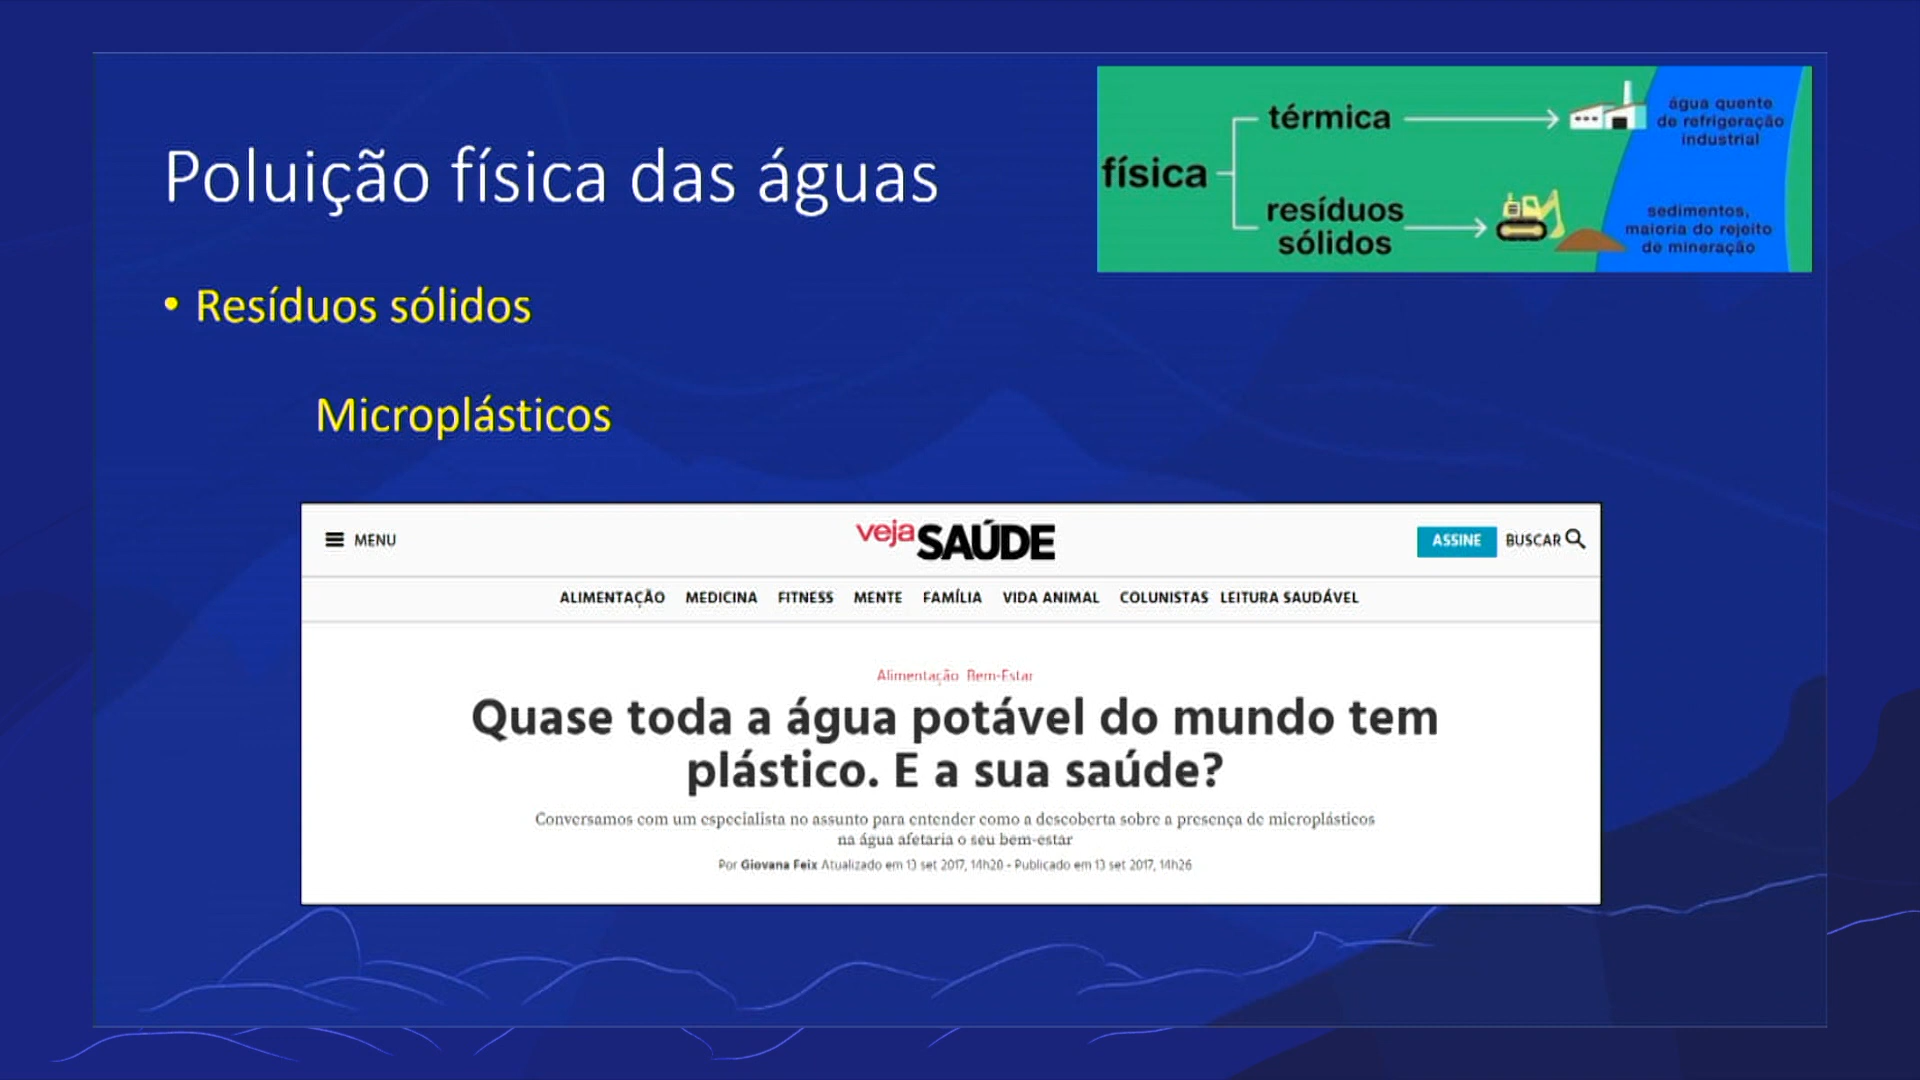 Poluição física das águas
física
térmica
água quente
de refrigeração
industrial
resíduos
sólidos
sedimentos,
maioria do rejeito
de mineração
• Resíduos sólidos
Microplásticos
MENU
veja SAÚDE
ASSINE
BUSCAR
ALIMENTAÇÃO MEDICINA FITNESS MENTE FAMÍLIA VIDA ANIMAL COLUNISTAS LEITURA SAUDÁVEL
Alimentação Bem-Estar
Quase toda a água potável do mundo tem
plástico. E a sua saúde?
Conversamos com um especialista no assunto para entender como a descoberta sobre a presença de microplásticos
na água afetaria o seu bem-estar
Por Giovana Feix Atualizado em 13 set 2017, 14h20 - Publicado em 13 set 2017, 14h26